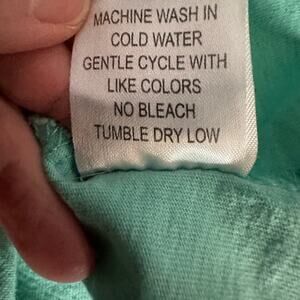 MACHINE WASH IN
COLD WATER
GENTLE CYCLE WITH
LIKE COLORS
NO BLEACH
TUMBLE DRY LOW